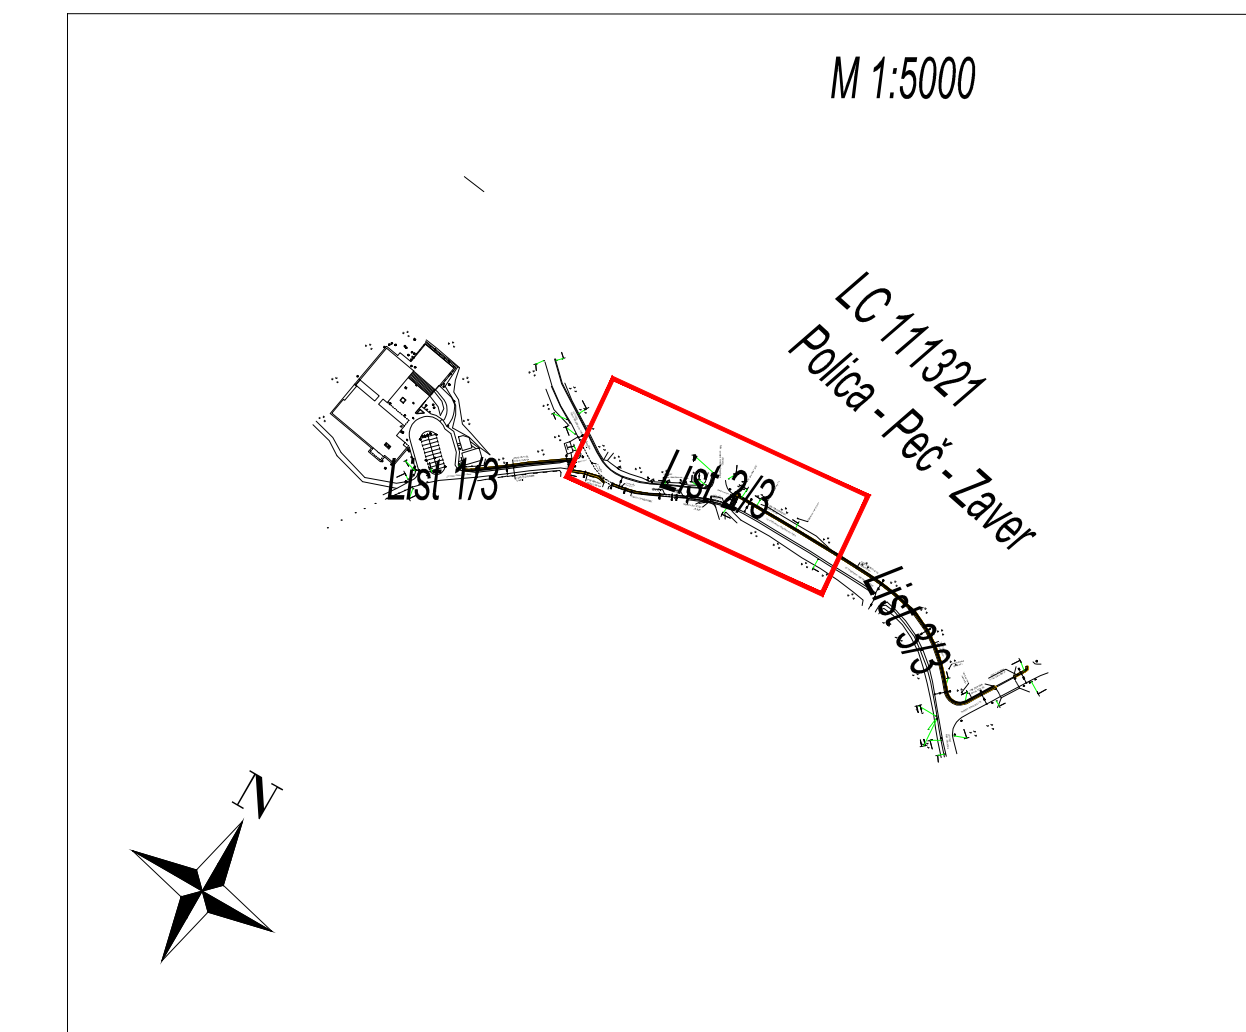 M 1:5000
LC 111321
Polica - Peč - Zaver
List 1/3
List 2/3
List 3/3
N